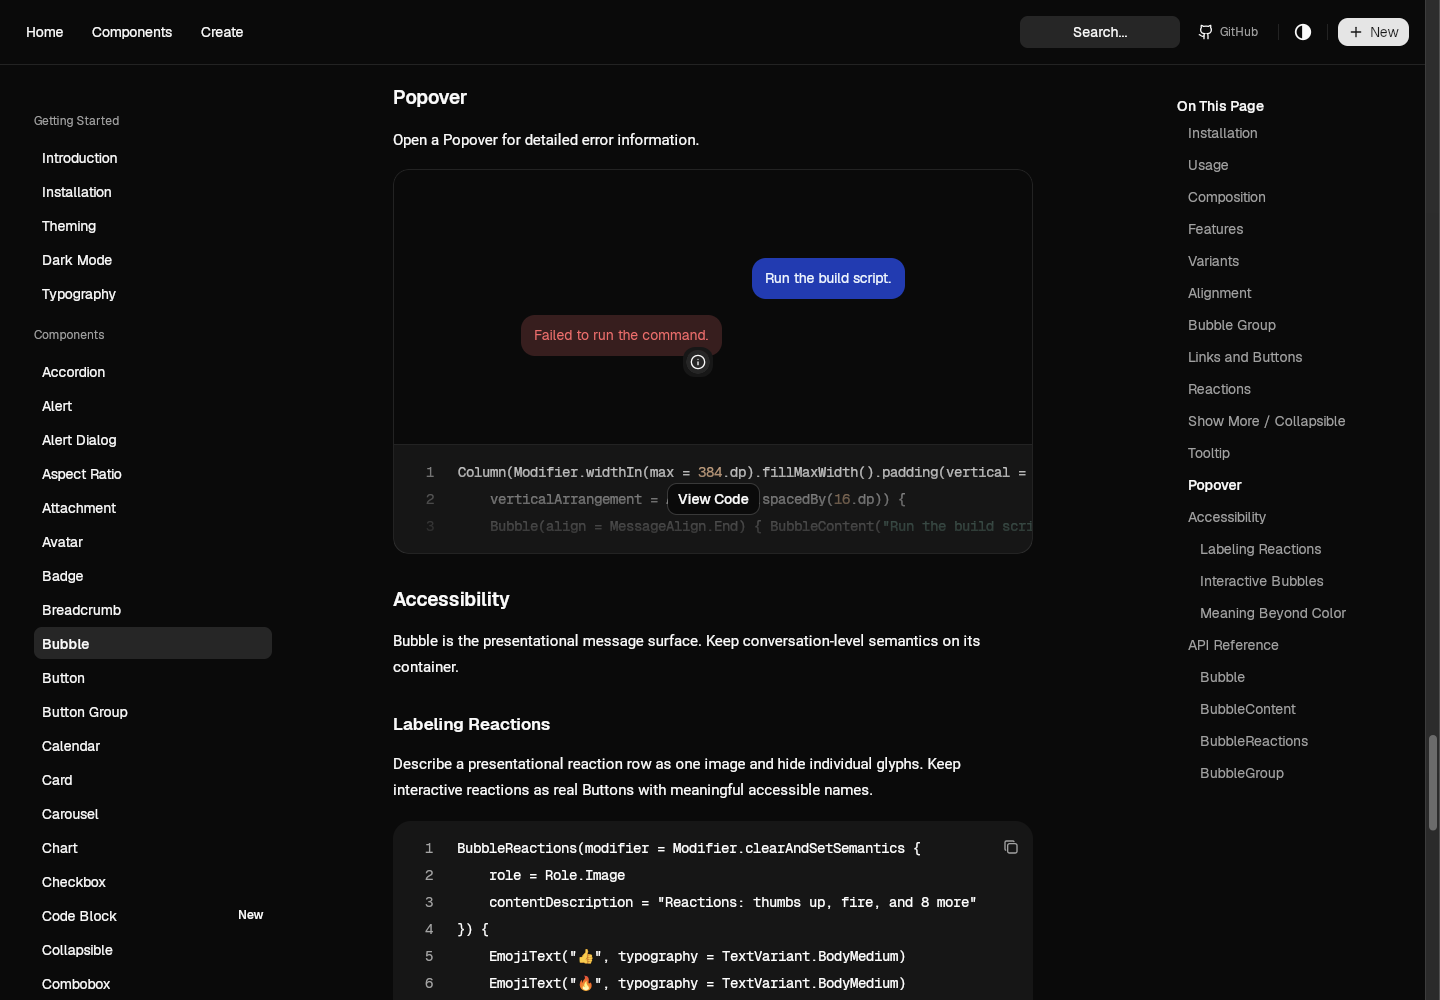 Home
Components
Create
Search...
GitHub
New
Getting Started
Introduction
Installation
Theming
Dark Mode
Typography
Components
Accordion
Alert
Alert Dialog
Aspect Ratio
Attachment
Avatar
Badge
Breadcrumb
Bubble
Button
Button Group
Calendar
Card
Carousel
Chart
Checkbox
Code Block New
Collapsible
Combobox
Popover
Open a Popover for detailed error information.
Run the build script.
Failed to run the command.
1 Column(Modifier.widthIn(max = 384.dp).fillMaxWidth().padding(vertical =
2 verticalArrangement = spacedBy(16.dp)) {
View Code
3 Bubble(align = MessageAlign.End) { BubbleContent("Run the build scri
Accessibility
Bubble is the presentational message surface. Keep conversation-level semantics on its
container.
Labeling Reactions
Describe a presentational reaction row as one image and hide individual glyphs. Keep
interactive reactions as real Buttons with meaningful accessible names.
1 BubbleReactions(modifier = Modifier.clearAndSetSemantics {
2 role = Role.Image
3 contentDescription = "Reactions: thumbs up, fire, and 8 more"
4 }) {
5 EmojiText("👍", typography = TextVariant.BodyMedium)
6 EmojiText("🔥", typography = TextVariant.BodyMedium)
On This Page
Installation
Usage
Composition
Features
Variants
Alignment
Bubble Group
Links and Buttons
Reactions
Show More / Collapsible
Tooltip
Popover
Accessibility
Labeling Reactions
Interactive Bubbles
Meaning Beyond Color
API Reference
Bubble
BubbleContent
BubbleReactions
BubbleGroup